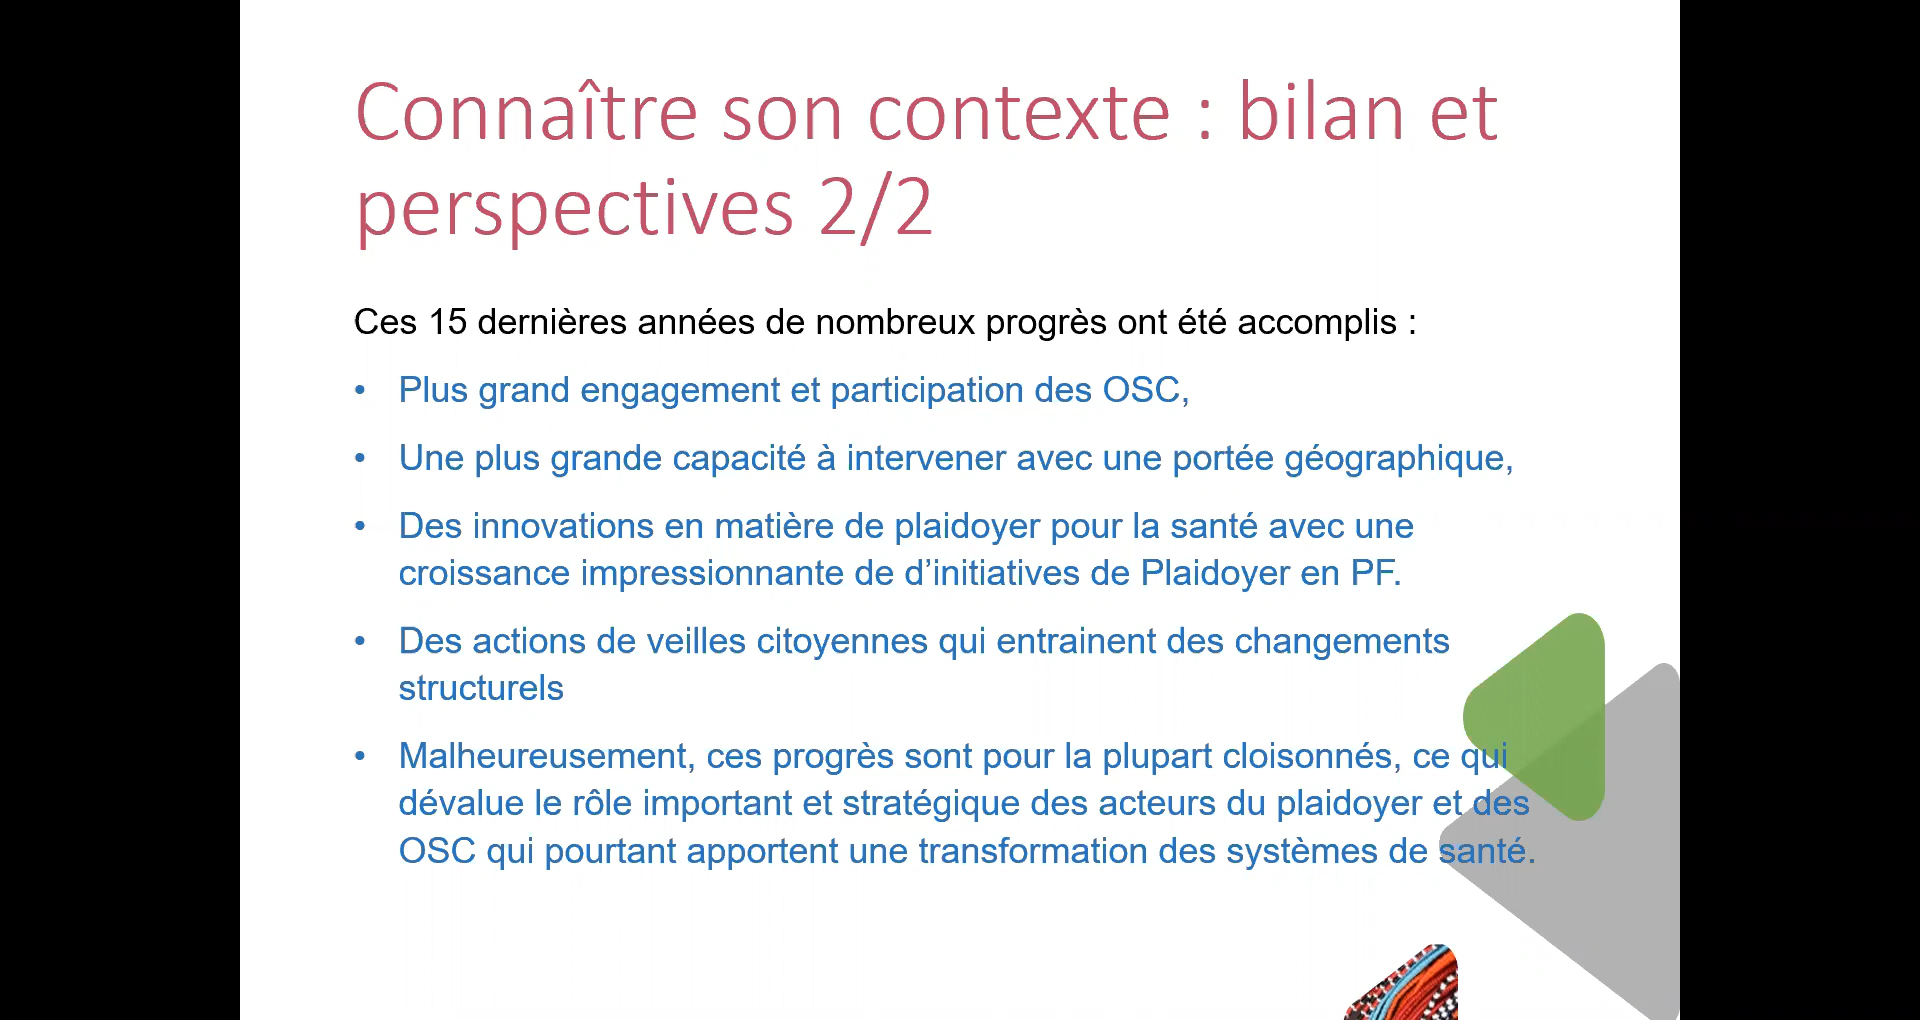 Connaître son contexte : bilan et
perspectives 2/2
Ces 15 dernières années de nombreux progrès ont été accomplis :
• Plus grand engagement et participation des OSC,
• Une plus grande capacité à intervenir avec une portée géographique,
• Des innovations en matière de plaidoyer pour la santé avec une
croissance impressionnante de d’initiatives de Plaidoyer en PF.
• Des actions de veilles citoyennes qui entrainent des changements
structurels
• Malheureusement, ces progrès sont pour la plupart cloisonnés, ce qui
dévalue le rôle important et stratégique des acteurs du plaidoyer et des
OSC qui pourtant apportent une transformation des systèmes de santé.